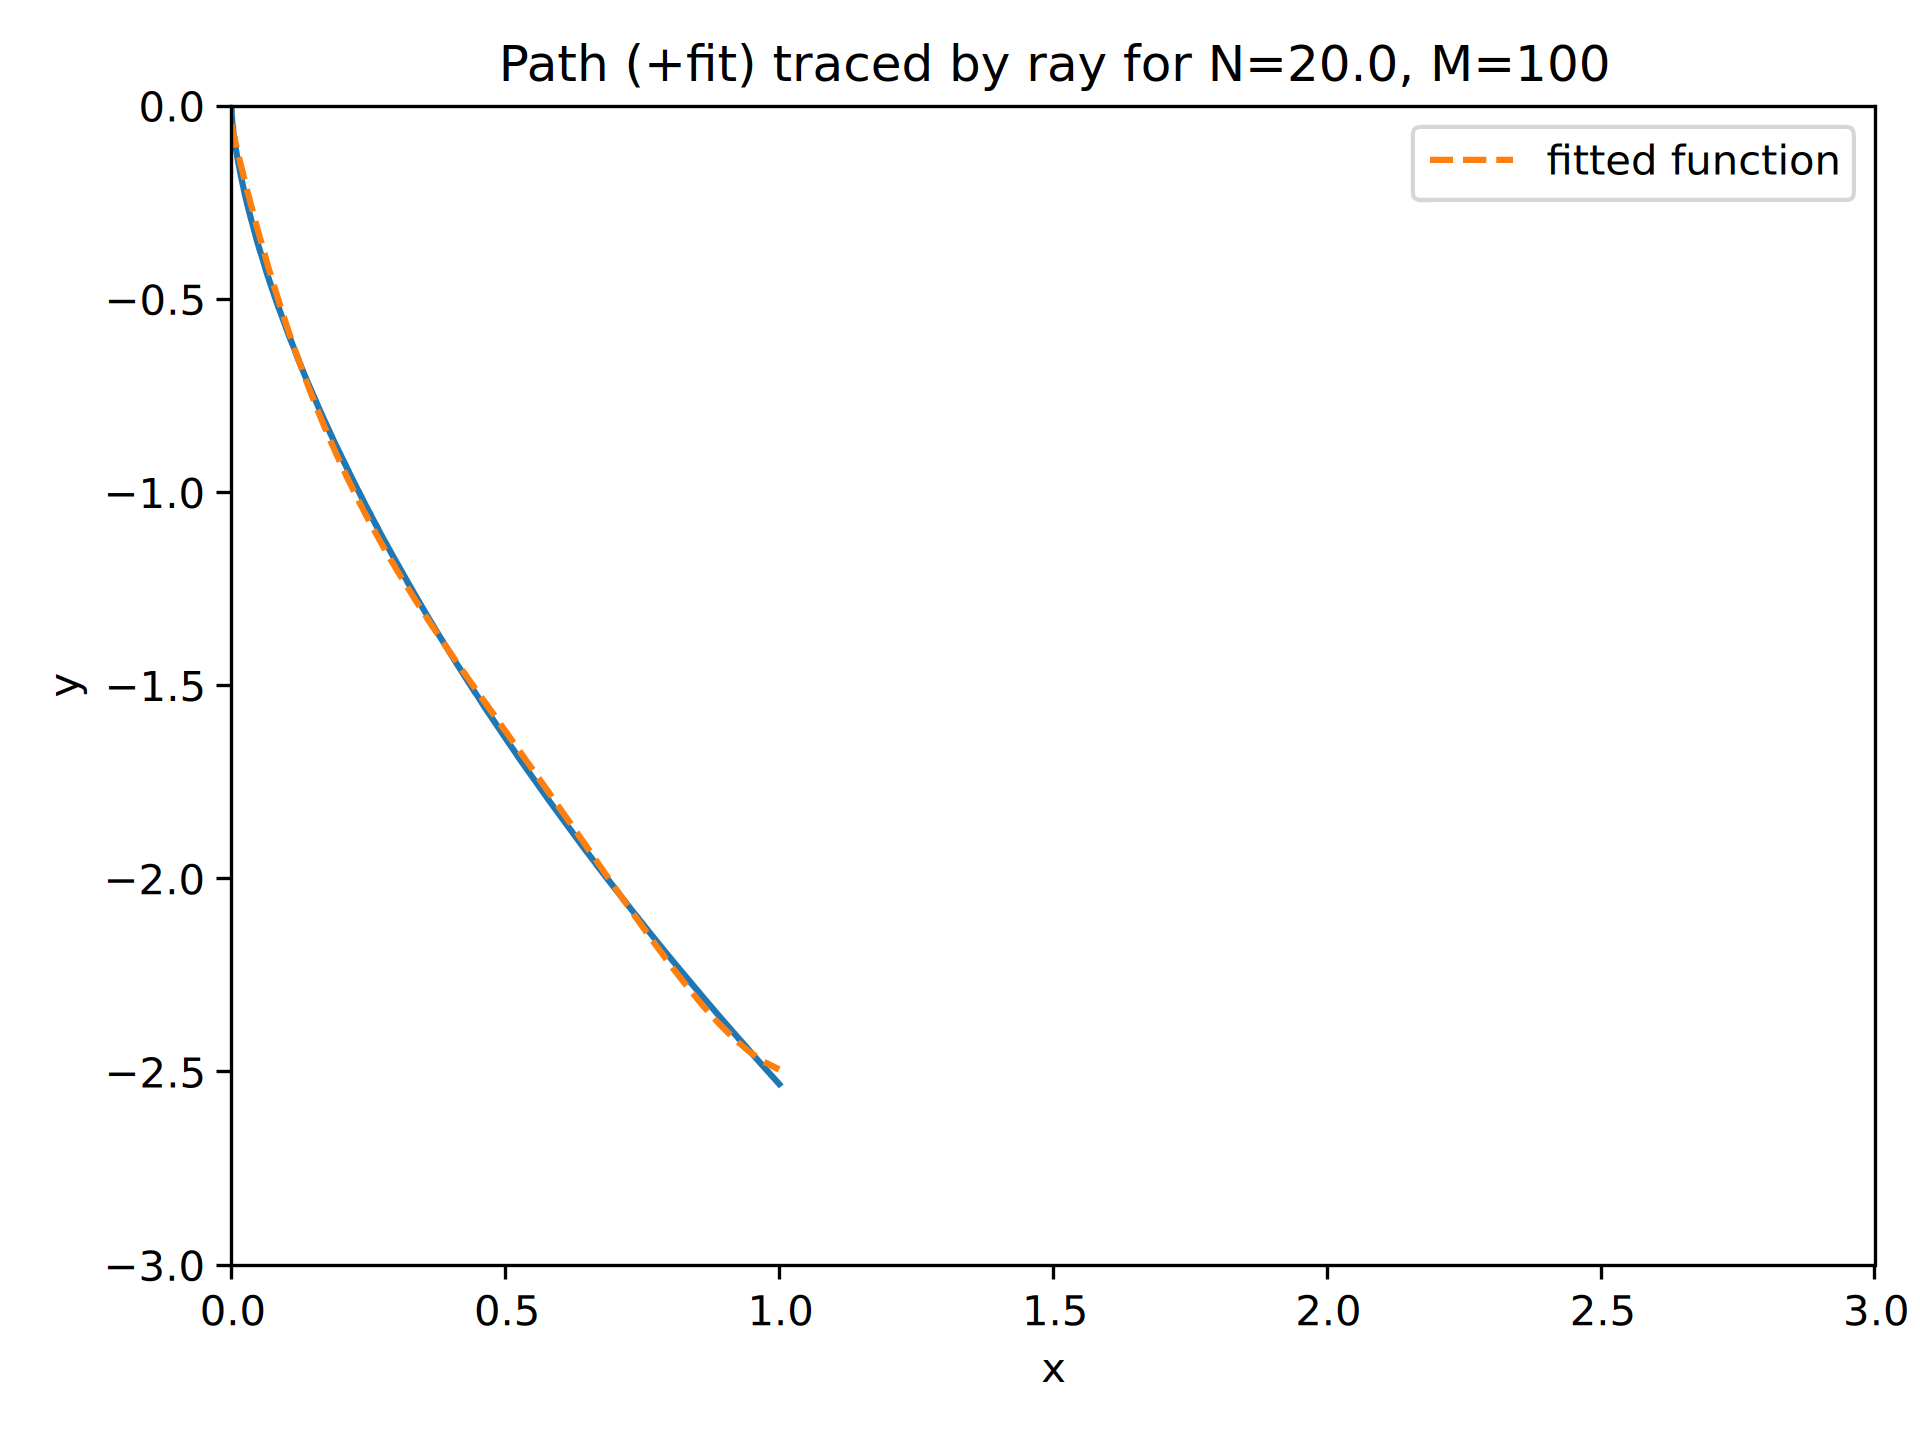 Path (+fit) traced by ray for N=20.0, M=100
fitted function
0.0
−0.5
−1.0
−1.5
−2.0
−2.5
−3.0
y
0.0 0.5 1.0 1.5 2.0 2.5 3.0
x